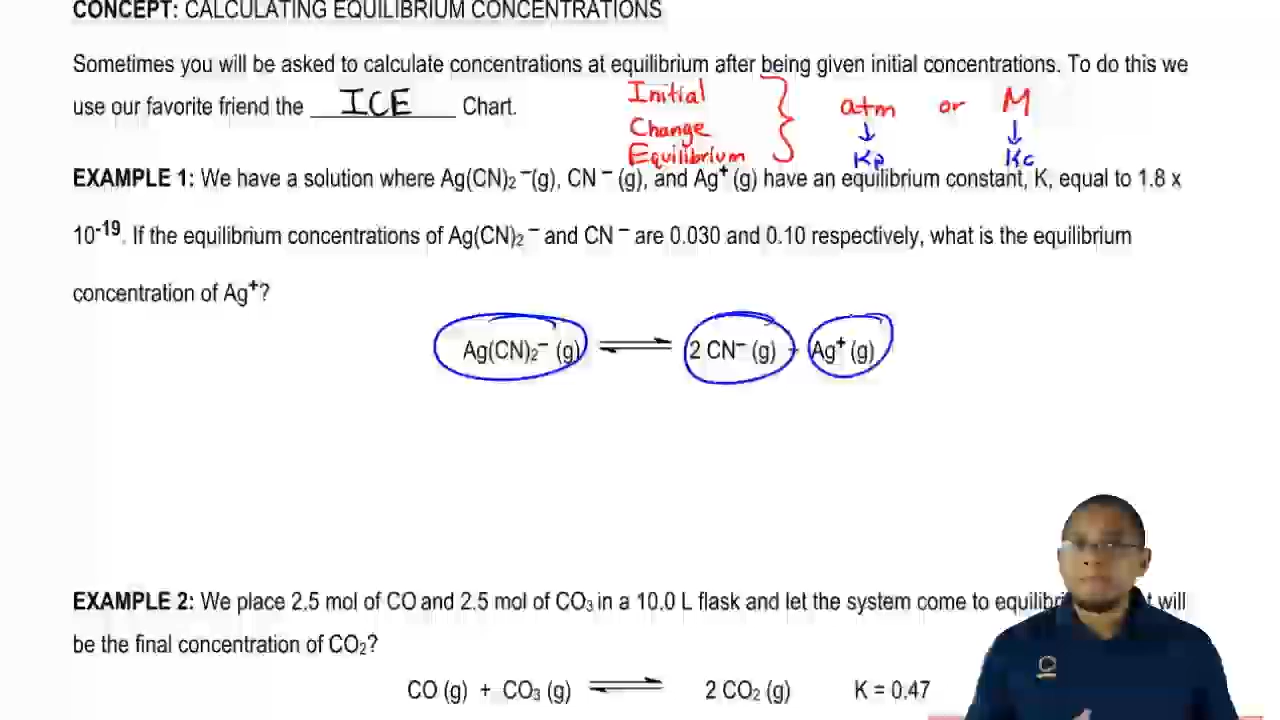 CONCEPT: CALCULATING EQUILIBRIUM CONCENTRATIONS
Sometimes you will be asked to calculate concentrations at equilibrium after being given initial concentrations. To do this we
use our favorite friend the ICE Chart.
Initial
Change
Equilibrium
atm or M
Kp Kc
EXAMPLE 1: We have a solution where Ag(CN)₂⁻(g), CN⁻ (g), and Ag⁺ (g) have an equilibrium constant, K, equal to 1.8 x
10⁻¹⁹. If the equilibrium concentrations of Ag(CN)₂⁻ and CN⁻ are 0.030 and 0.10 respectively, what is the equilibrium
concentration of Ag⁺?
Ag(CN)₂⁻ (g) ⇌ 2 CN⁻ (g) + Ag⁺ (g)
EXAMPLE 2: We place 2.5 mol of CO and 2.5 mol of CO₃ in a 10.0 L flask and let the system come to will
be the final concentration of CO₂?
CO (g) + CO₃ (g) ⇌ 2 CO₂ (g) K = 0.47